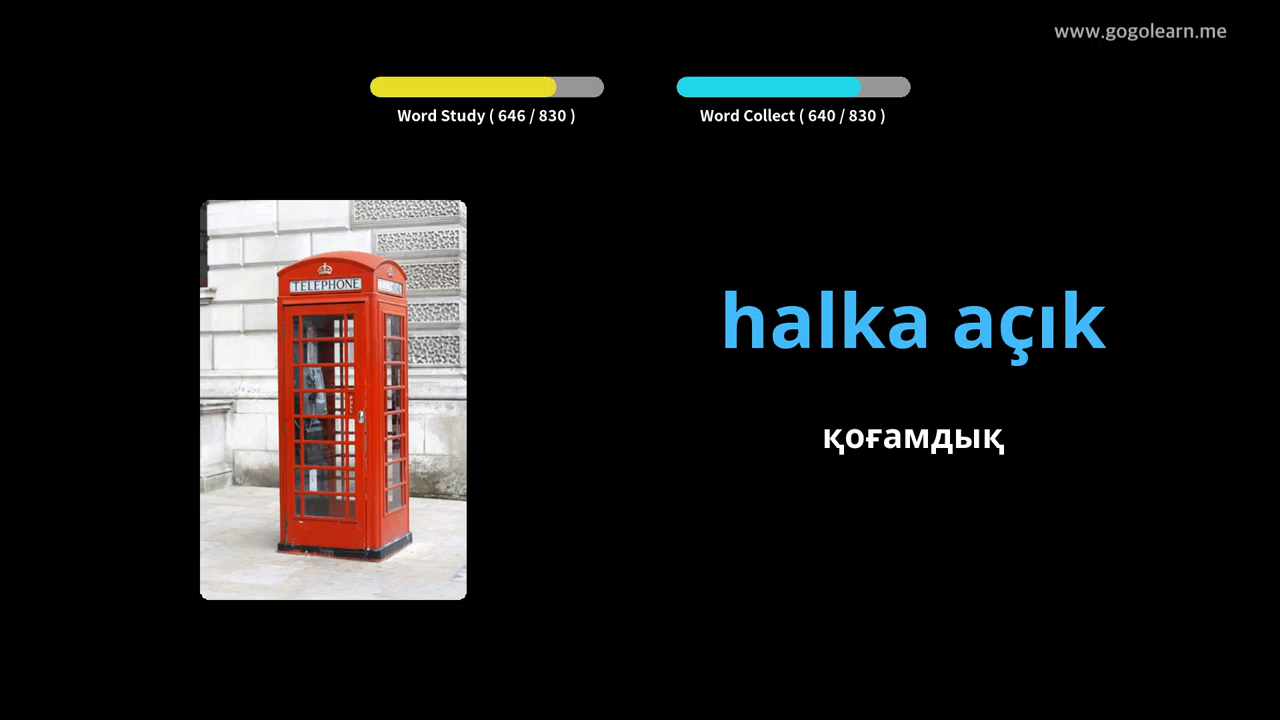 www.gogolearn.me
Word Study ( 646 / 830 )
Word Collect ( 640 / 830 )
TELEPHONE
halka açık
қоғамдық